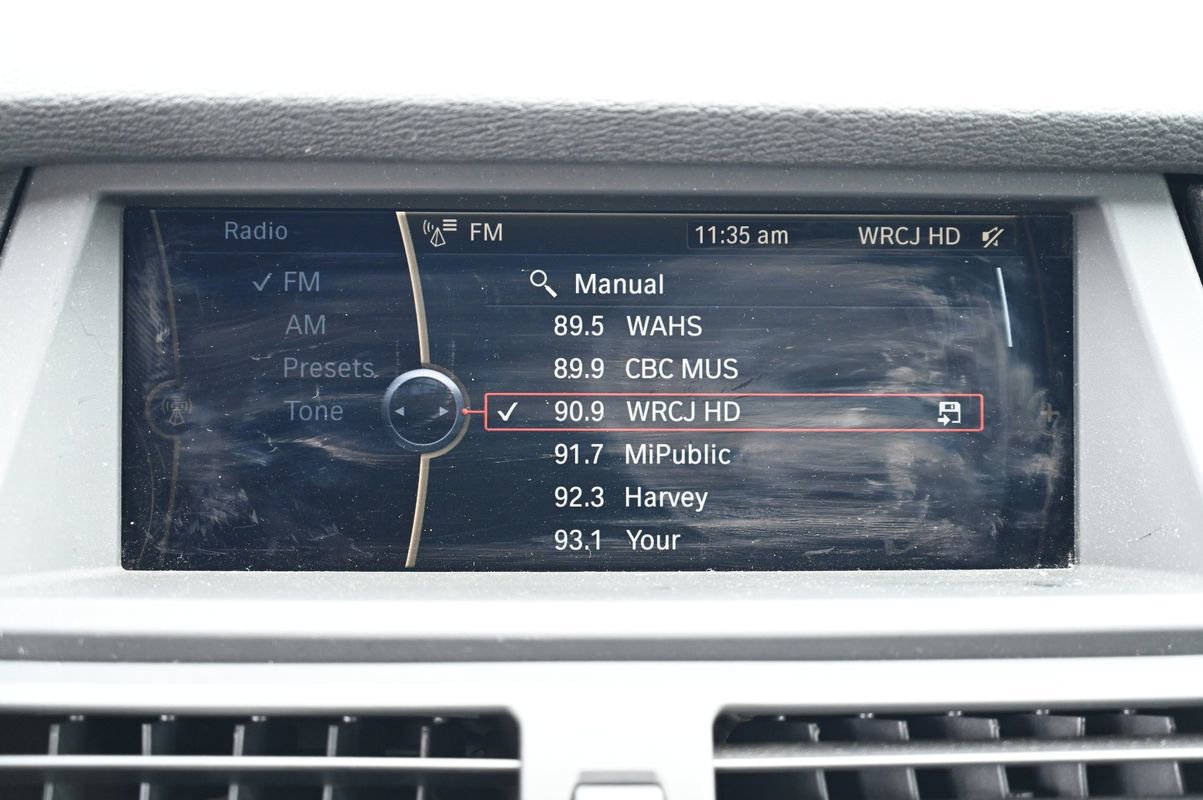 Radio
FM
AM
Presets
Tone
FM 11:35 am WRCJ HD
Manual
89.5 WAHS
89.9 CBC MUS
90.9 WRCJ HD
91.7 MiPublic
92.3 Harvey
93.1 Your